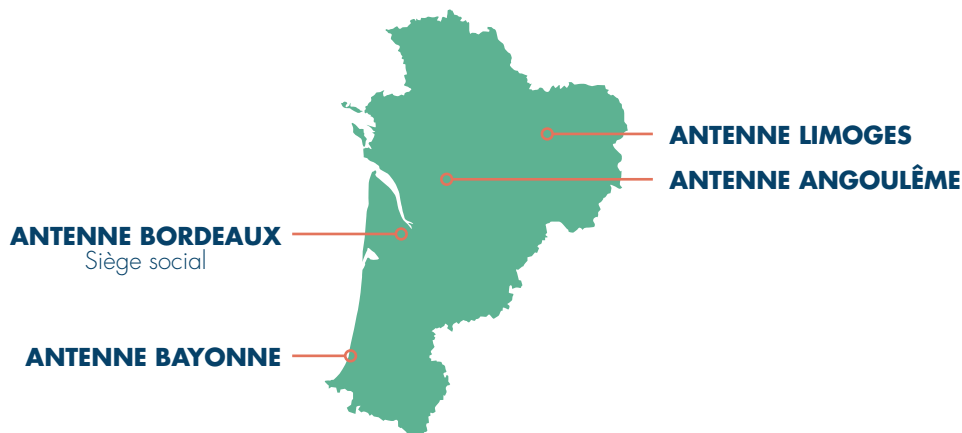 ANTENNE LIMOGES
ANTENNE ANGOULÊME
ANTENNE BORDEAUX
Siège social
ANTENNE BAYONNE